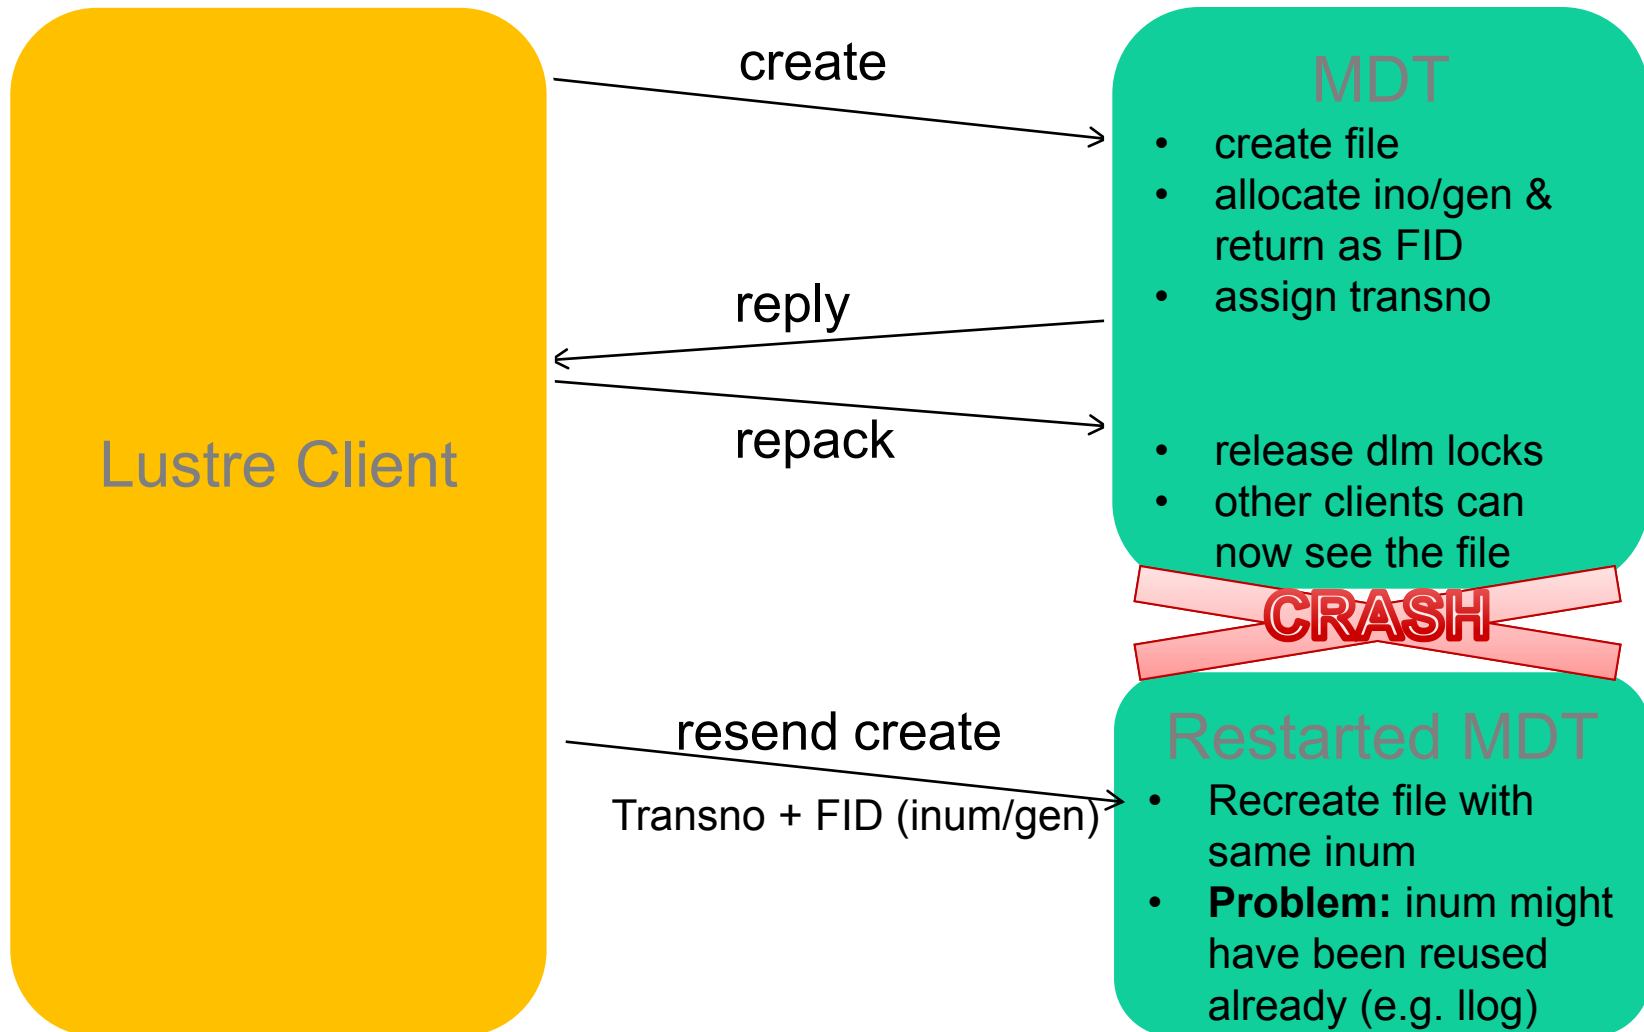 Lustre Client
create
reply
repack
resend create
Transno + FID (inum/gen)
MDT
• create file
• allocate ino/gen &
return as FID
• assign transno
• release dlm locks
• other clients can
now see the file
CRASH
Restarted MDT
• Recreate file with
same inum
• Problem: inum might
have been reused
already (e.g. llog)